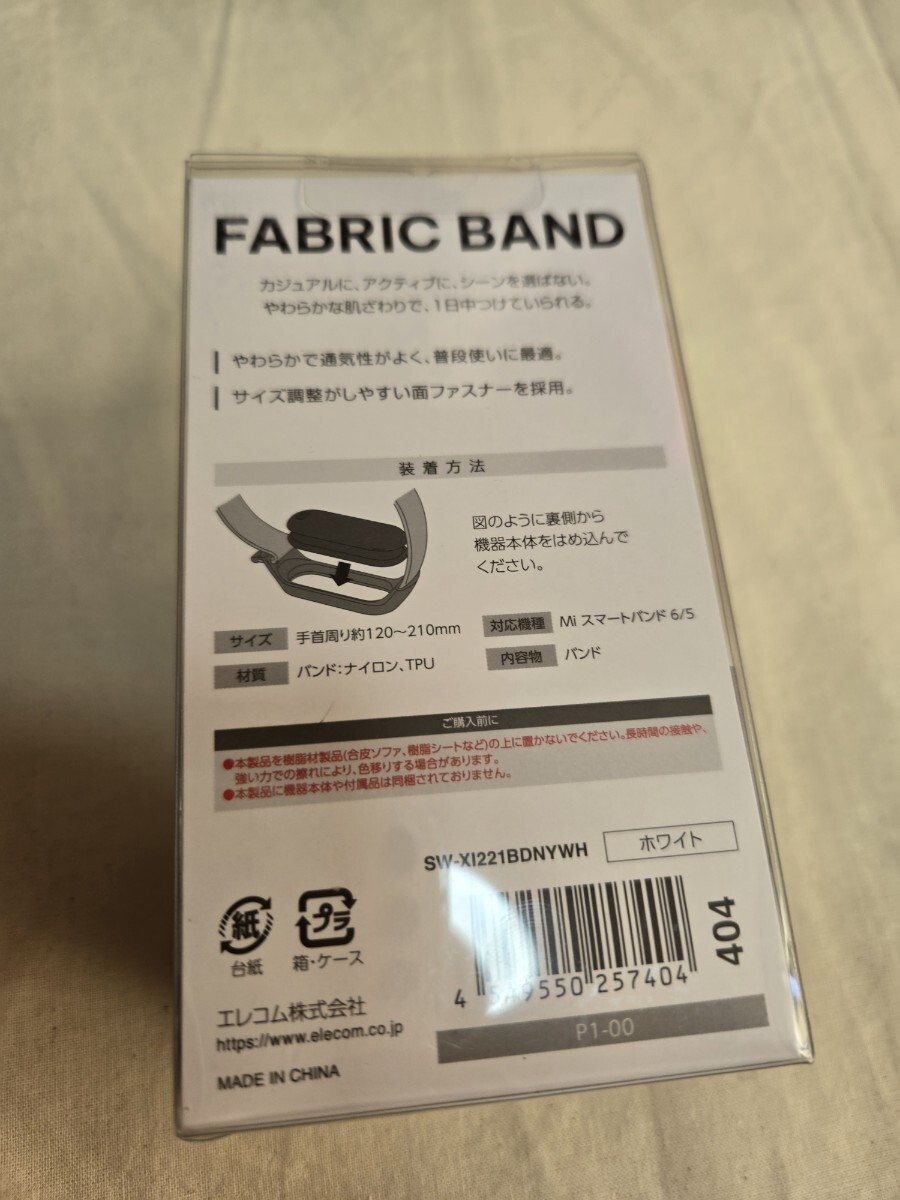 FABRIC BAND
カジュアルに、アクティブに、シーンを選ばない。
やわらかな肌ざわりで、1日中つけていられる。
やわらかで通気性がよく、普段使いに最適。
サイズ調整がしやすい面ファスナーを採用。
装着方法
図のように裏側から
機器本体をはめ込んで
ください。
サイズ 手首周り約120～210mm
対応機種 Mi スマートバンド 6/5
材質 バンド：ナイロン、TPU
内容物 バンド
ご購入前に
●本製品を樹脂材製品(合皮ソファ、樹脂シートなど)の上に置かないでください。長時間の接触や、
強い力での擦れにより、色移りする場合があります。
●本製品に機器本体や付属品は同梱されておりません。
SW-XI221BDNYWH ホワイト
紙 プラ
台紙 箱・ケース
4 549550 257404
404
エレコム株式会社
https://www.elecom.co.jp
P1-00
MADE IN CHINA